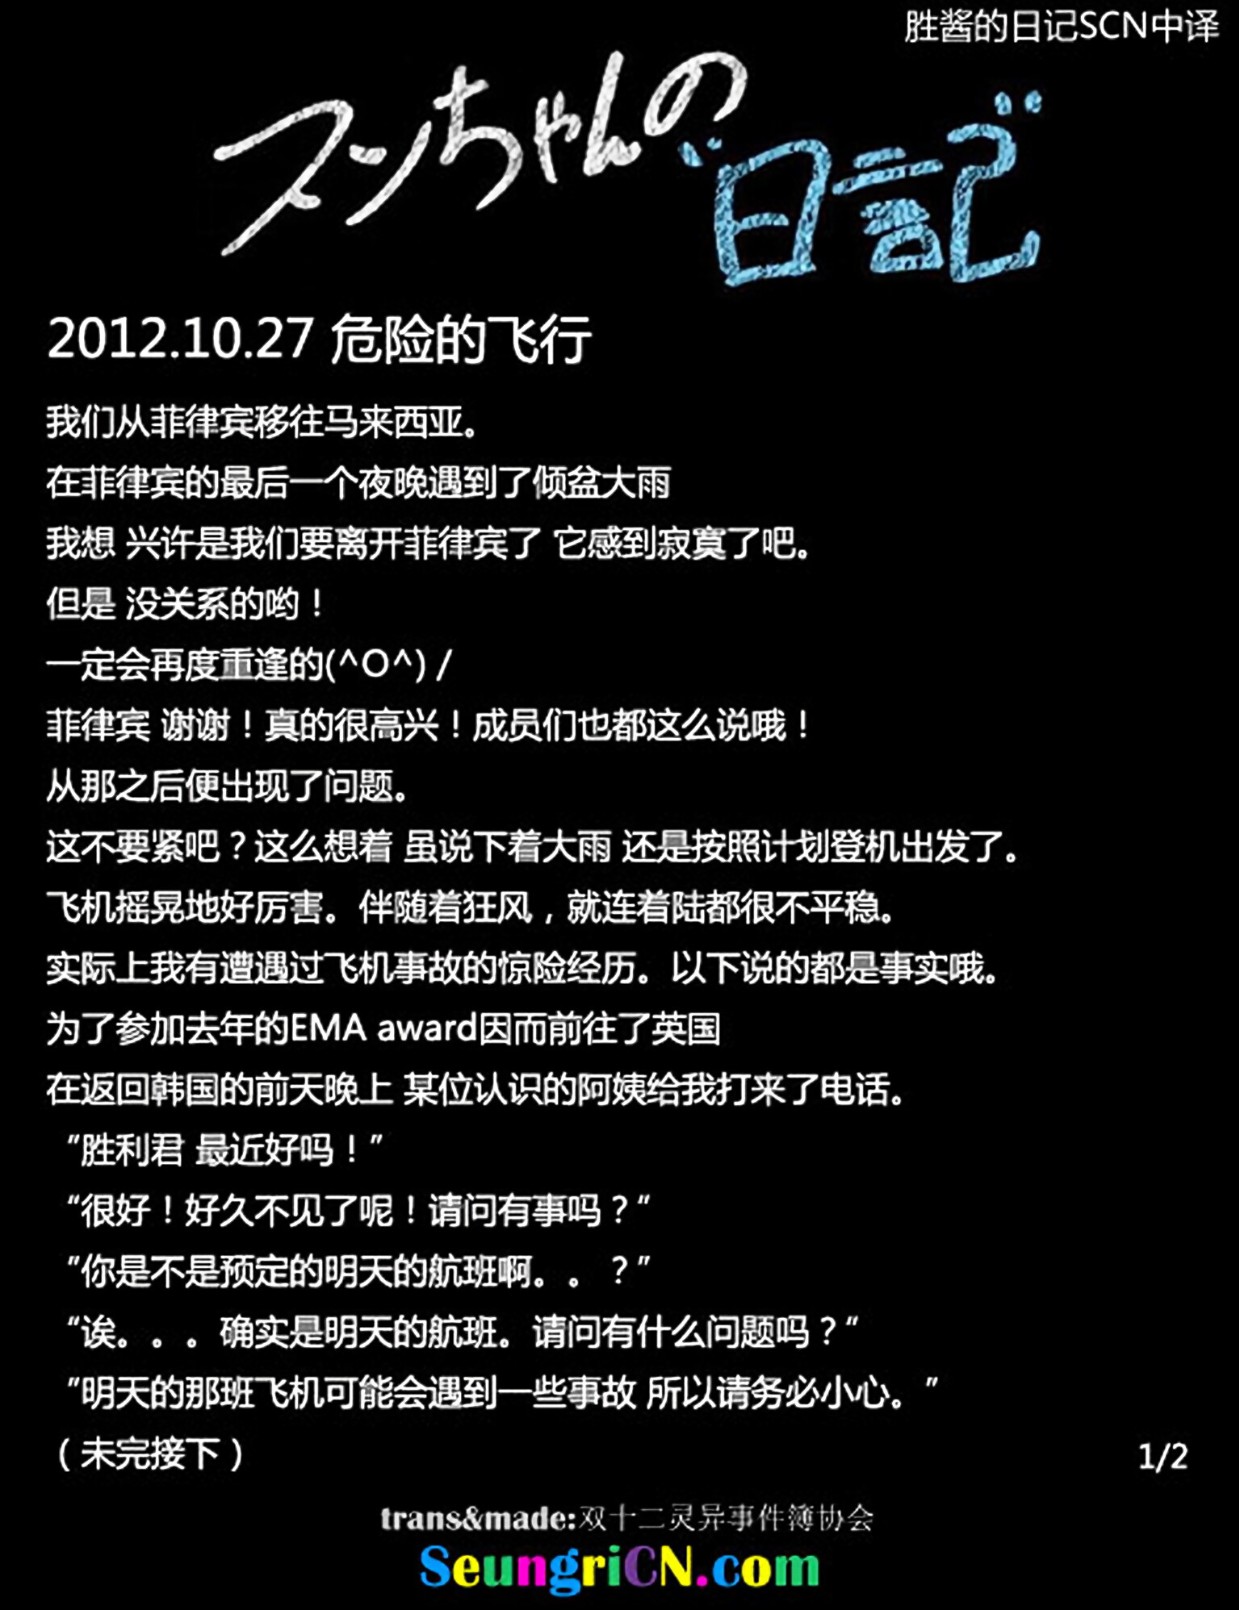 胜酱的日记SCN中译
スンちゃんの
日記
2012.10.27 危险的飞行
我们从菲律宾移往马来西亚。
在菲律宾的最后一个夜晚遇到了倾盆大雨
我想 兴许是我们要离开菲律宾了 它感到寂寞了吧。
但是 没关系的哟！
一定会再度重逢的(^O^) /
菲律宾 谢谢！真的很高兴！成员们也都这么说哦！
从那之后便出现了问题。
这不要紧吧？这么想着 虽说下着大雨 还是按照计划登机出发了。
飞机摇晃地好厉害。伴随着狂风，就连着陆都很不平稳。
实际上我有遭遇过飞机事故的惊险经历。以下说的都是事实哦。
为了参加去年的EMA award因而前往了英国
在返回韩国的前天晚上 某位认识的阿姨给我打来了电话。
“胜利君 最近好吗！”
“很好！好久不见了呢！请问有事吗？”
“你是不是预定的明天的航班啊。。？”
“诶。。。确实是明天的航班。请问有什么问题吗？”
“明天的那班飞机可能会遇到一些事故 所以请务必小心。”
（未完接下）
1/2
trans&made:双十二灵异事件簿协会
SeungriCN.com